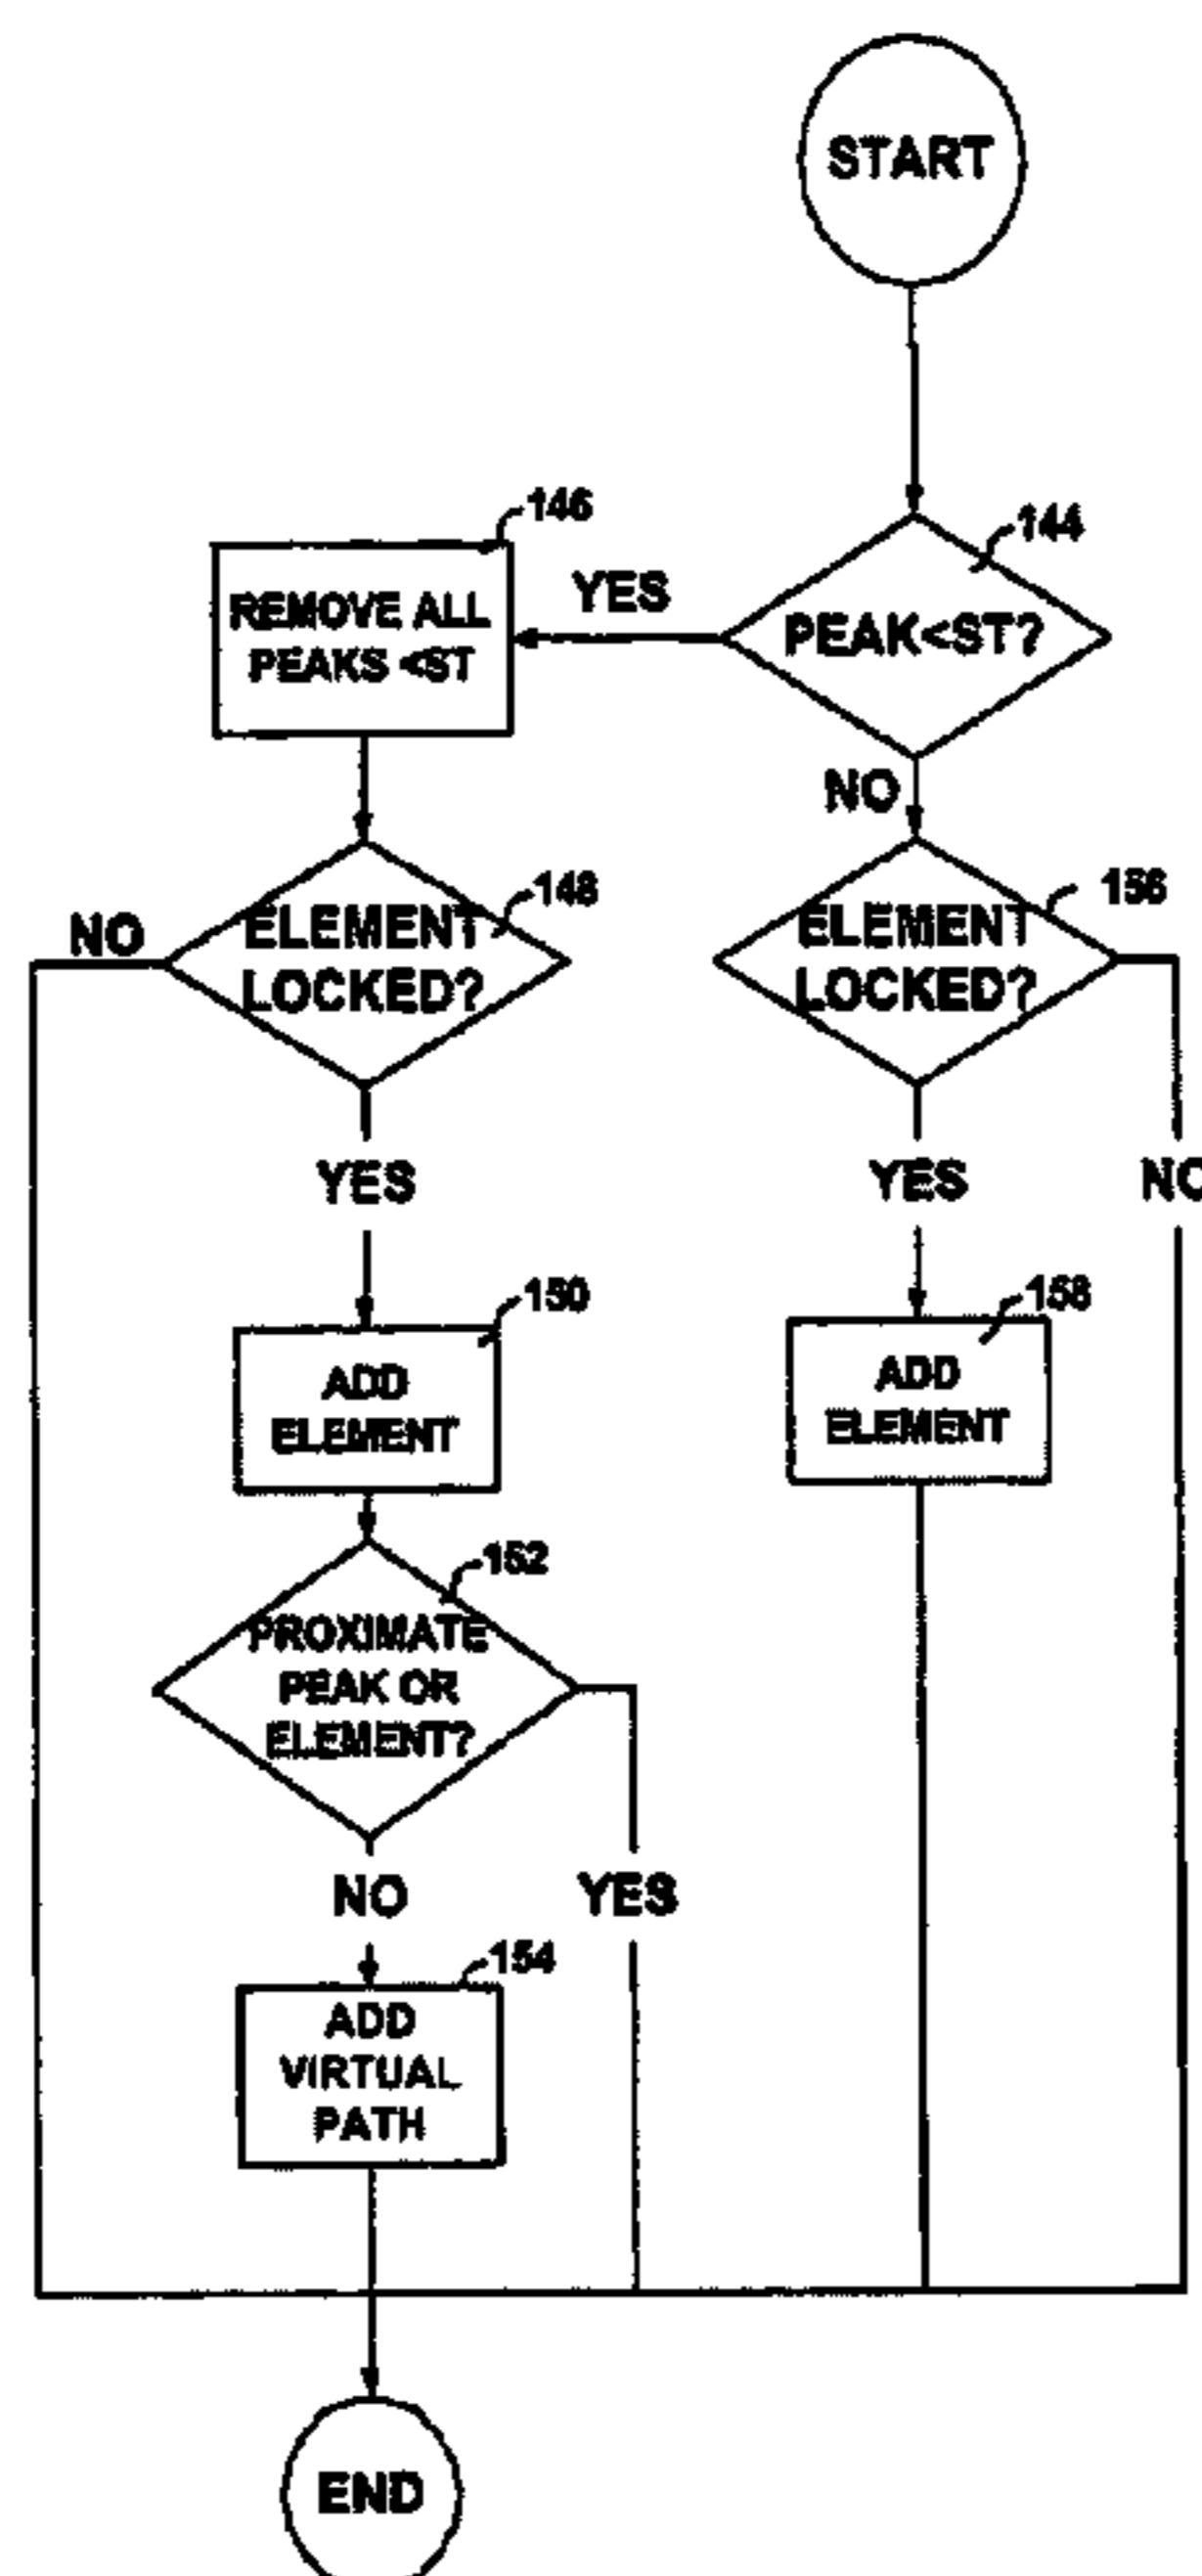 START
146
144
YES
REMOVE ALL
PEAKS <ST
PEAK<ST?
NO
148
156
NO
ELEMENT
LOCKED?
ELEMENT
LOCKED?
YES
YES
NO
150
158
ADD
ELEMENT
ADD
ELEMENT
152
PROXIMATE
PEAK OR
ELEMENT?
NO
YES
154
ADD
VIRTUAL
PATH
END